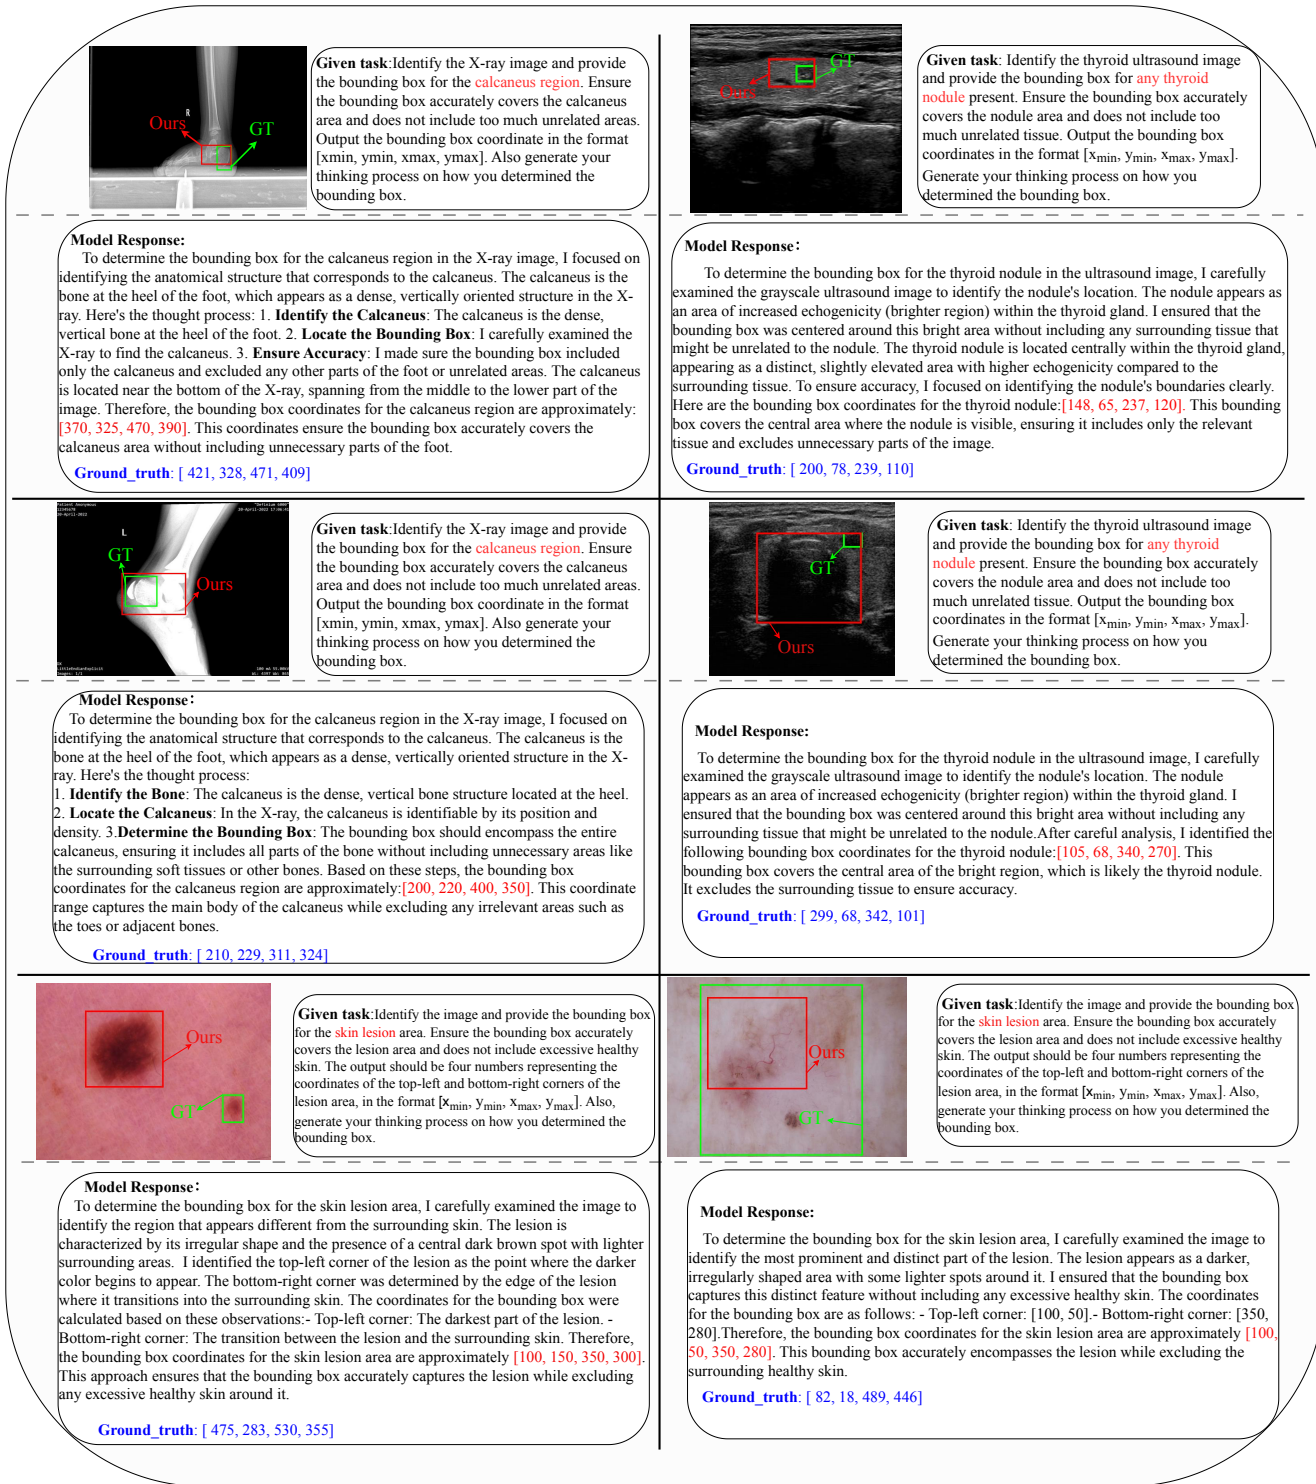 R
Ours
GT
Given task:Identify the X-ray image and provide
the bounding box for the calcaneus region. Ensure
the bounding box accurately covers the calcaneus
area and does not include too much unrelated areas.
Output the bounding box coordinate in the format
[xmin, ymin, xmax, ymax]. Also generate your
thinking process on how you determined the
bounding box.
Model Response:
To determine the bounding box for the calcaneus region in the X-ray image, I focused on
identifying the anatomical structure that corresponds to the calcaneus. The calcaneus is the
bone at the heel of the foot, which appears as a dense, vertically oriented structure in the X-
ray. Here's the thought process: 1. Identify the Calcaneus: The calcaneus is the dense,
vertical bone at the heel of the foot. 2. Locate the Bounding Box: I carefully examined the
X-ray to find the calcaneus. 3. Ensure Accuracy: I made sure the bounding box included
only the calcaneus and excluded any other parts of the foot or unrelated areas. The calcaneus
is located near the bottom of the X-ray, spanning from the middle to the lower part of the
image. Therefore, the bounding box coordinates for the calcaneus region are approximately:
[370, 325, 470, 390]. This coordinates ensure the bounding box accurately covers the
calcaneus area without including unnecessary parts of the foot.
Ground_truth: [ 421, 328, 471, 409]
GT
Ours
Given task: Identify the thyroid ultrasound image
and provide the bounding box for any thyroid
nodule present. Ensure the bounding box accurately
covers the nodule area and does not include too
much unrelated tissue. Output the bounding box
coordinates in the format [xmin, ymin, xmax, ymax].
Generate your thinking process on how you
determined the bounding box.
Model Response:
To determine the bounding box for the thyroid nodule in the ultrasound image, I carefully
examined the grayscale ultrasound image to identify the nodule's location. The nodule appears as
an area of increased echogenicity (brighter region) within the thyroid gland. I ensured that the
bounding box was centered around this bright area without including any surrounding tissue that
might be unrelated to the nodule. The thyroid nodule is located centrally within the thyroid gland,
appearing as a distinct, slightly elevated area with higher echogenicity compared to the
surrounding tissue. To ensure accuracy, I focused on identifying the nodule's boundaries clearly.
Here are the bounding box coordinates for the thyroid nodule:[148, 65, 237, 120]. This bounding
box covers the central area where the nodule is visible, ensuring it includes only the relevant
tissue and excludes unnecessary parts of the image.
Ground_truth: [ 200, 78, 239, 110]
Patient Anonymous
12345678
20-April-2023
L
GT
Ours
Given task:Identify the X-ray image and provide
the bounding box for the calcaneus region. Ensure
the bounding box accurately covers the calcaneus
area and does not include too much unrelated areas.
Output the bounding box coordinate in the format
[xmin, ymin, xmax, ymax]. Also generate your
thinking process on how you determined the
bounding box.
Model Response:
To determine the bounding box for the calcaneus region in the X-ray image, I focused on
identifying the anatomical structure that corresponds to the calcaneus. The calcaneus is the
bone at the heel of the foot, which appears as a dense, vertically oriented structure in the X-
ray. Here's the thought process:
1. Identify the Bone: The calcaneus is the dense, vertical bone structure located at the heel.
2. Locate the Calcaneus: In the X-ray, the calcaneus is identifiable by its position and
density. 3.Determine the Bounding Box: The bounding box should encompass the entire
calcaneus, ensuring it includes all parts of the bone without including unnecessary areas like
the surrounding soft tissues or other bones. Based on these steps, the bounding box
coordinates for the calcaneus region are approximately:[200, 220, 400, 350]. This coordinate
range captures the main body of the calcaneus while excluding any irrelevant areas such as
the toes or adjacent bones.
Ground_truth: [ 210, 229, 311, 324]
GT
Ours
Given task: Identify the thyroid ultrasound image
and provide the bounding box for any thyroid
nodule present. Ensure the bounding box accurately
covers the nodule area and does not include too
much unrelated tissue. Output the bounding box
coordinates in the format [xmin, ymin, xmax, ymax].
Generate your thinking process on how you
determined the bounding box.
Model Response:
To determine the bounding box for the thyroid nodule in the ultrasound image, I carefully
examined the grayscale ultrasound image to identify the nodule's location. The nodule
appears as an area of increased echogenicity (brighter region) within the thyroid gland. I
ensured that the bounding box was centered around this bright area without including any
surrounding tissue that might be unrelated to the nodule.After careful analysis, I identified the
following bounding box coordinates for the thyroid nodule:[105, 68, 340, 270]. This
bounding box covers the central area of the bright region, which is likely the thyroid nodule.
It excludes the surrounding tissue to ensure accuracy.
Ground_truth: [ 299, 68, 342, 101]
Ours
GT
Given task:Identify the image and provide the bounding box
for the skin lesion area. Ensure the bounding box accurately
covers the lesion area and does not include excessive healthy
skin. The output should be four numbers representing the
coordinates of the top-left and bottom-right corners of the
lesion area, in the format [xmin, ymin, xmax, ymax]. Also,
generate your thinking process on how you determined the
bounding box.
Model Response:
To determine the bounding box for the skin lesion area, I carefully examined the image to
identify the region that appears different from the surrounding skin. The lesion is
characterized by its irregular shape and the presence of a central dark brown spot with lighter
surrounding areas. I identified the top-left corner of the lesion as the point where the darker
color begins to appear. The bottom-right corner was determined by the edge of the lesion
where it transitions into the surrounding skin. The coordinates for the bounding box were
calculated based on these observations:- Top-left corner: The darkest part of the lesion. -
Bottom-right corner: The transition between the lesion and the surrounding skin. Therefore,
the bounding box coordinates for the skin lesion area are approximately [100, 150, 350, 300].
This approach ensures that the bounding box accurately captures the lesion while excluding
any excessive healthy skin around it.
Ground_truth: [ 475, 283, 530, 355]
Ours
GT
Given task:Identify the image and provide the bounding box
for the skin lesion area. Ensure the bounding box accurately
covers the lesion area and does not include excessive healthy
skin. The output should be four numbers representing the
coordinates of the top-left and bottom-right corners of the
lesion area, in the format [xmin, ymin, xmax, ymax]. Also,
generate your thinking process on how you determined the
bounding box.
Model Response:
To determine the bounding box for the skin lesion area, I carefully examined the image to
identify the most prominent and distinct part of the lesion. The lesion appears as a darker,
irregularly shaped area with some lighter spots around it. I ensured that the bounding box
captures this distinct feature without including any excessive healthy skin. The coordinates
for the bounding box are as follows: - Top-left corner: [100, 50].- Bottom-right corner: [350,
280].Therefore, the bounding box coordinates for the skin lesion area are approximately [100,
50, 350, 280]. This bounding box accurately encompasses the lesion while excluding the
surrounding healthy skin.
Ground_truth: [ 82, 18, 489, 446]